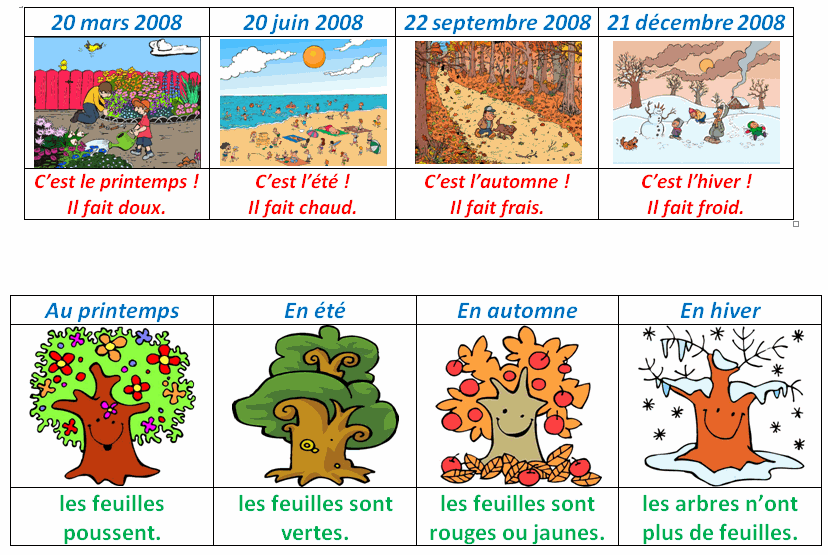 20 mars 2008 20 juin 2008 22 septembre 2008 21 décembre 2008
C'est le printemps ! C'est l'été ! C'est l'automne ! C'est l'hiver !
Il fait doux. Il fait chaud. Il fait frais. Il fait froid.
Au printemps En été En automne En hiver
les feuilles les feuilles sont les feuilles sont les arbres n'ont
poussent. vertes. rouges ou jaunes. plus de feuilles.